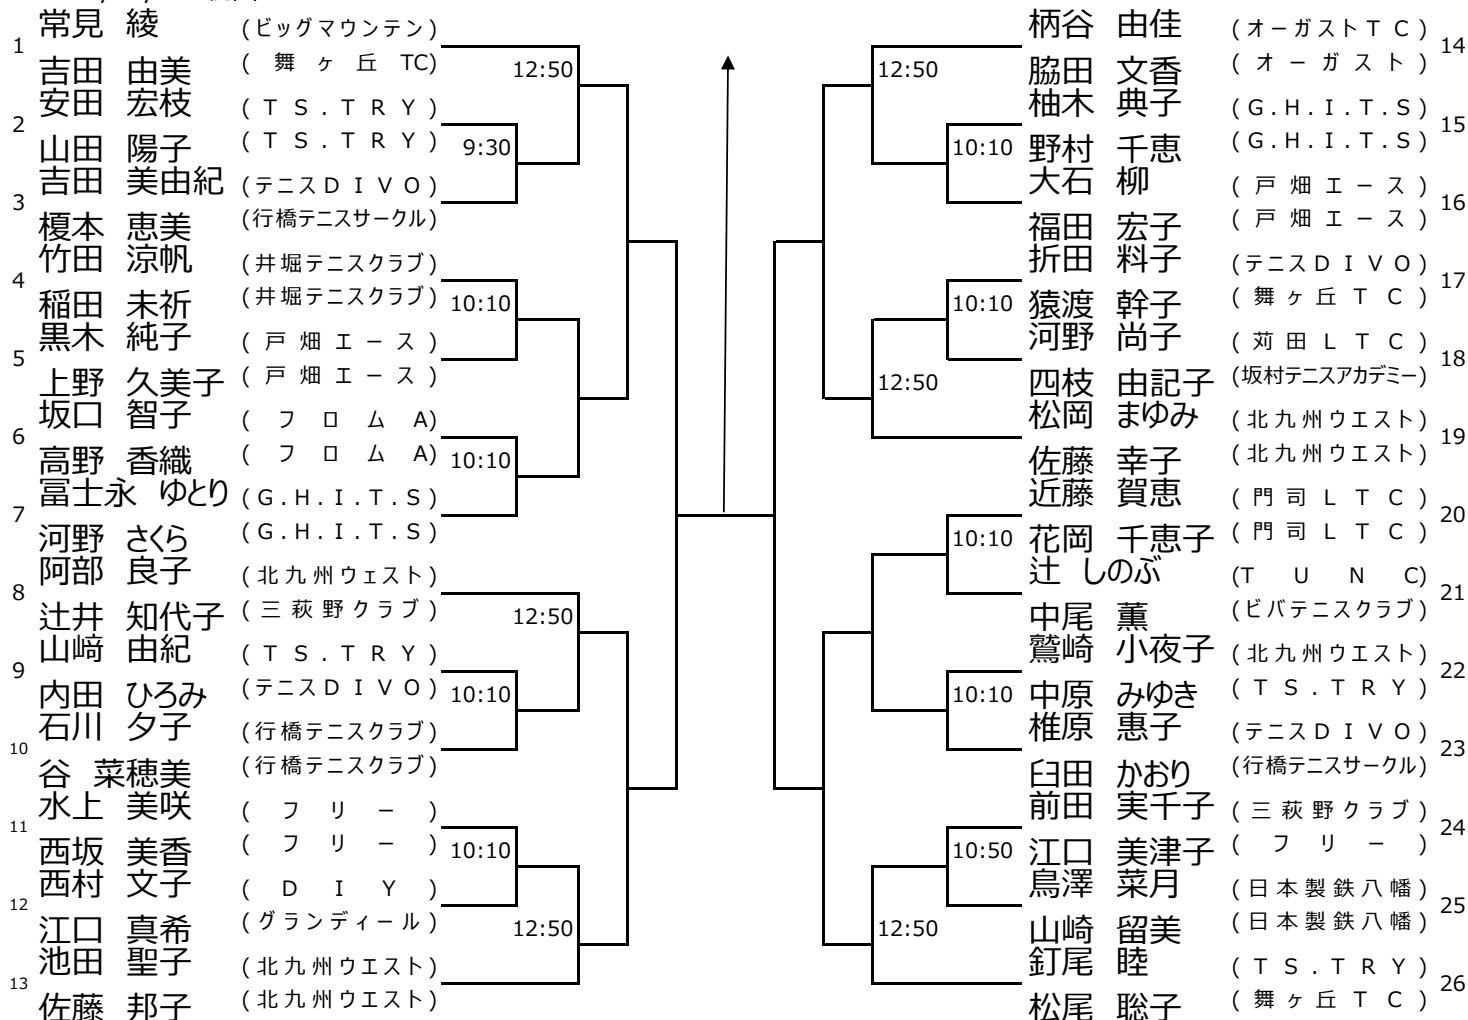 常見 綾 (ビッグマウンテン)
1
吉田 由美 (舞ヶ丘 TC)
12:50
安田 宏枝 (TS.TRY)
2
山田 陽子 (TS.TRY)
9:30
吉田 美由紀 (テニスDIVO)
3
榎本 恵美 (行橋テニスサークル)
竹田 涼帆 (井堀テニスクラブ)
4
稲田 未祈 (井堀テニスクラブ)
10:10
黒木 純子 (戸畑エース)
5
上野 久美子 (戸畑エース)
坂口 智子 (フロムA)
6
高野 香織 (フロムA)
10:10
冨士永 ゆとり (G.H.I.T.S)
7
河野 さくら (G.H.I.T.S)
阿部 良子 (北九州ウェスト)
8
辻井 知代子 (三萩野クラブ)
12:50
山﨑 由紀 (TS.TRY)
9
内田 ひろみ (テニスDIVO)
10:10
石川 夕子 (行橋テニスクラブ)
10
谷 菜穂美 (行橋テニスクラブ)
水上 美咲 (フリー)
11
西坂 美香 (フリー)
10:10
西村 文子 (DIY)
12
江口 真希 (グランディール)
12:50
池田 聖子 (北九州ウエスト)
13
佐藤 邦子 (北九州ウエスト)
柄谷 由佳 (オーガストTC)
14
12:50
脇田 文香 (オーガスト)
柚木 典子 (G.H.I.T.S)
15
10:10
野村 千恵 (G.H.I.T.S)
大石 柳 (戸畑エース)
16
福田 宏子 (戸畑エース)
折田 料子 (テニスDIVO)
17
10:10
猿渡 幹子 (舞ヶ丘TC)
河野 尚子 (苅田LTC)
18
12:50
四枝 由記子 (坂村テニスアカデミー)
松岡 まゆみ (北九州ウエスト)
19
佐藤 幸子 (北九州ウエスト)
近藤 賀恵 (門司LTC)
20
10:10
花岡 千恵子 (門司LTC)
辻 しのぶ (TUNC)
21
中尾 薫 (ビバテニスクラブ)
鷲崎 小夜子 (北九州ウエスト)
22
10:10
中原 みゆき (TS.TRY)
椎原 惠子 (テニスDIVO)
23
臼田 かおり (行橋テニスサークル)
前田 実千子 (三萩野クラブ)
24
10:50
江口 美津子 (フリー)
鳥澤 菜月 (日本製鉄八幡)
25
12:50
山崎 留美 (日本製鉄八幡)
釘尾 睦 (TS.TRY)
26
松尾 聡子 (舞ヶ丘TC)